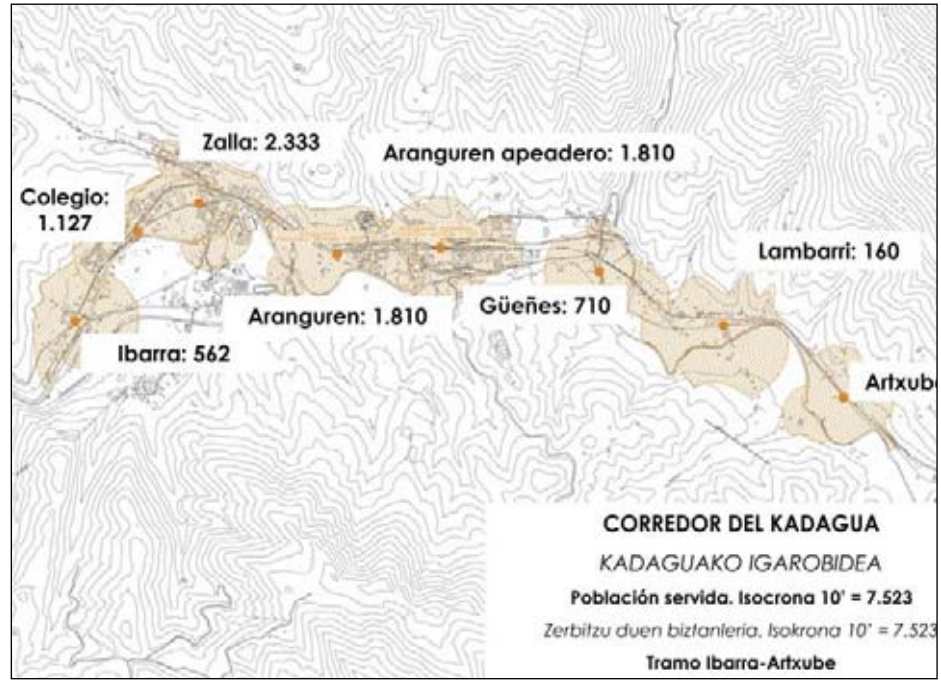 Zalla: 2.333
Aranguren apeadero: 1.810
Colegio:
1.127
Lambarri: 160
Güeñes: 710
Aranguren: 1.810
Ibarra: 562
Artxube
CORREDOR DEL KADAGUA
KADAGUAKO IGAROBIDEA
Población servida. Isocrona 10' = 7.523
Zerbitzu duen biztanleria. Isokrona 10' = 7.523
Tramo Ibarra-Artxube